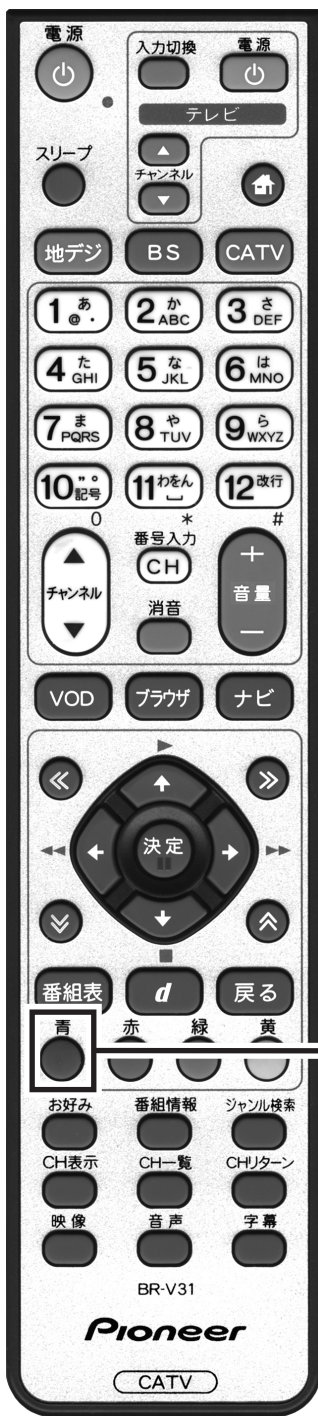 電源
入力切換 電源
テレビ
スリープ
チャンネル
地デジ BS CATV
1 あ @. 2 か ABC 3 さ DEF
4 た GHI 5 な JKL 6 は MNO
7 ま PQRS 8 や TUV 9 ら WXYZ
10 ゛゜ 記号 11 わをん 12 改行
0 * #
番号入力
CH
チャンネル
消音
+
音量
−
VOD ブラウザ ナビ
決定
番組表 d 戻る
青 赤 緑 黄
お好み 番組情報 ジャンル検索
CH表示 CH一覧 CHリターン
映像 音声 字幕
BR-V31
Pioneer
CATV